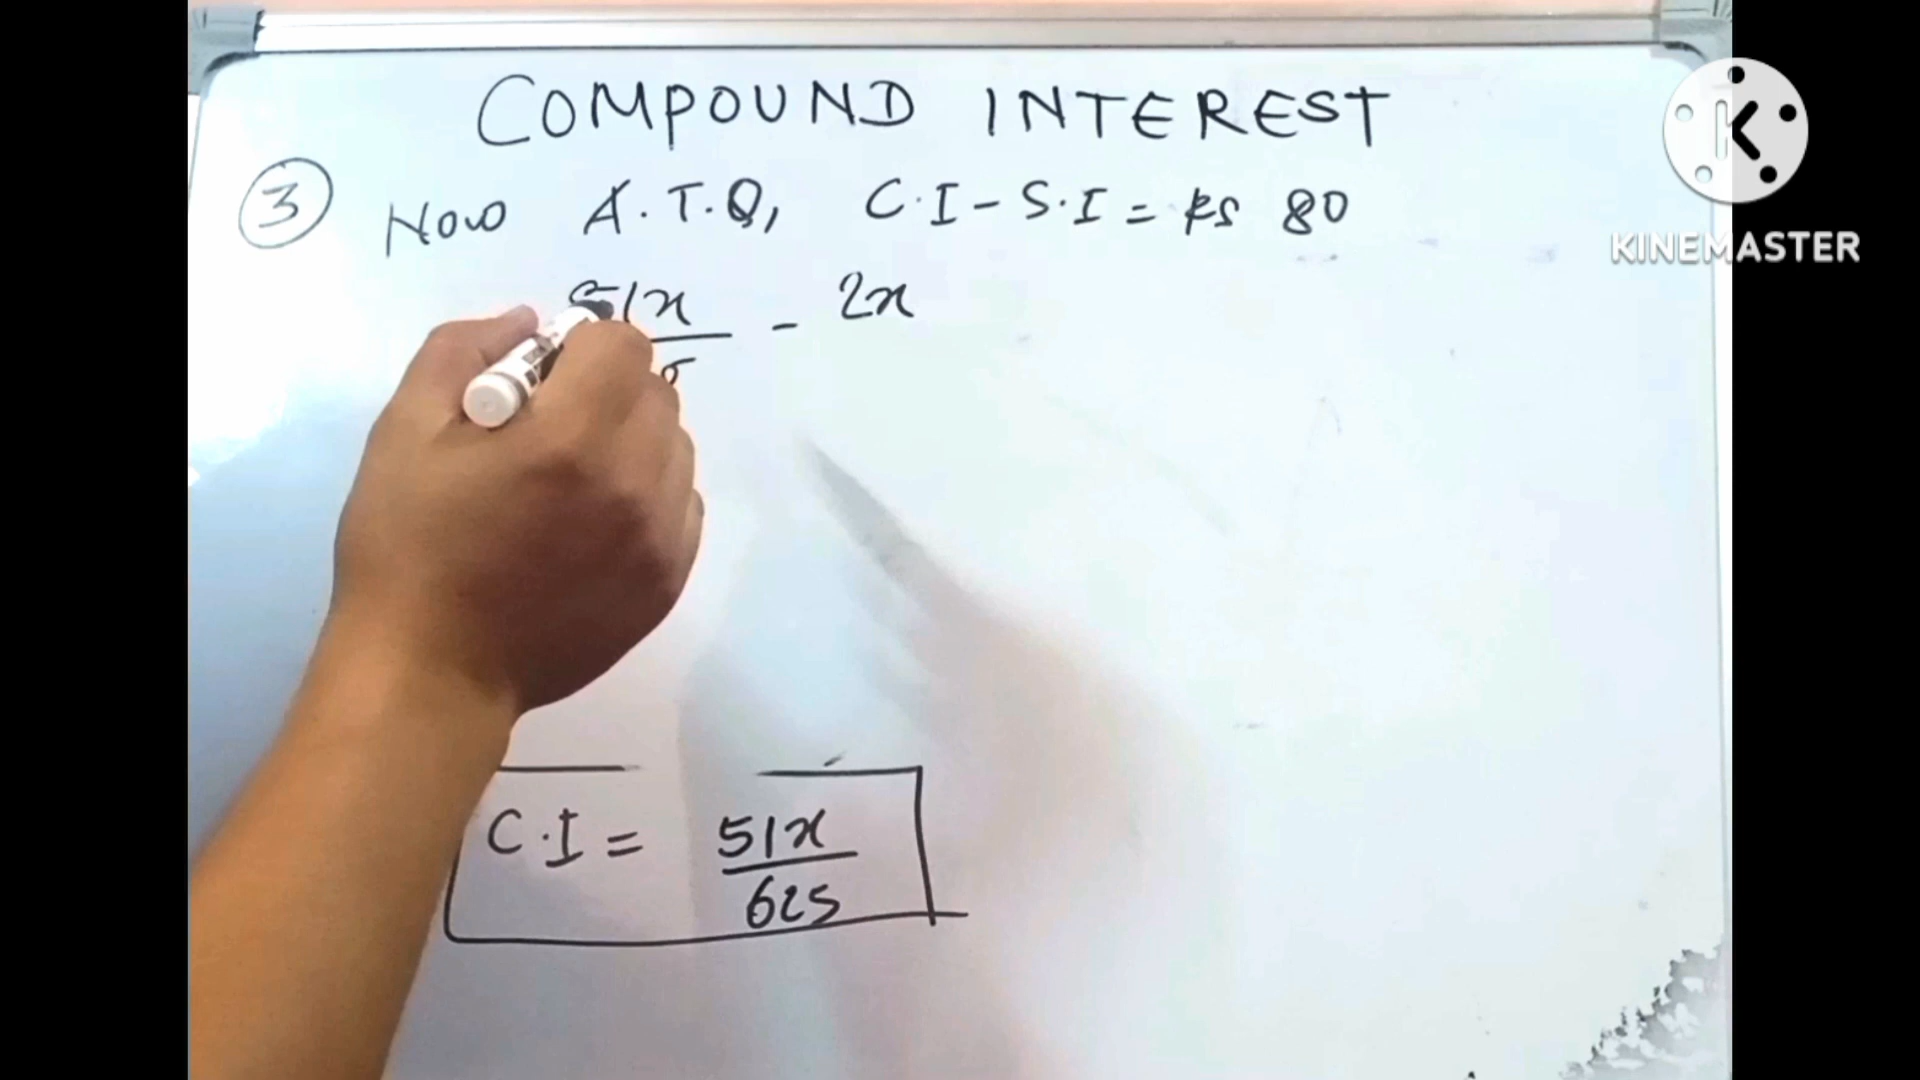 COMPOUND INTEREST
3 Now A.T.Q, C.I - S.I = Rs 80
51x - 2x
C.I = 51x
625
K
KINEMASTER